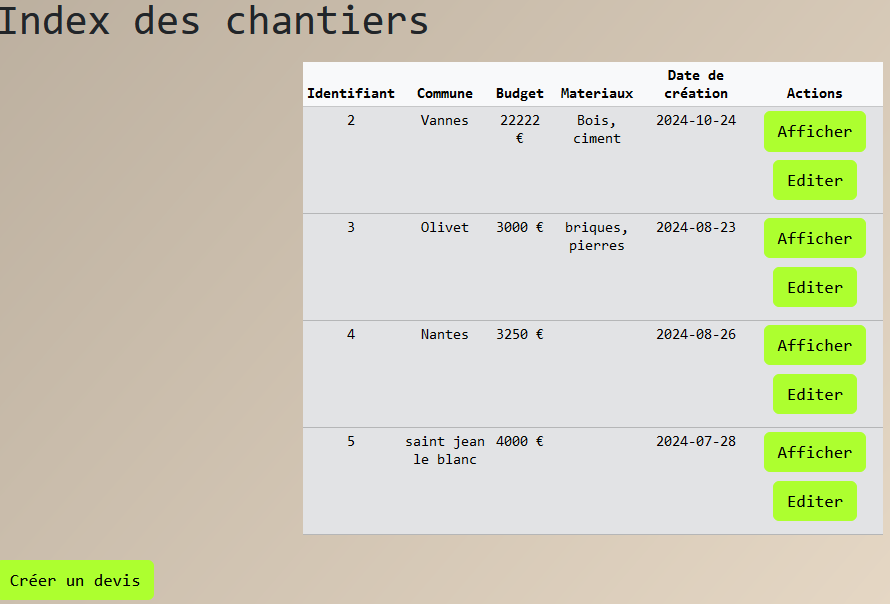 Index des chantiers
Identifiant Commune Budget Materiaux Date de création Actions
2 Vannes 22222 € Bois, ciment 2024-10-24 Afficher
Editer
3 Olivet 3000 € briques, pierres 2024-08-23 Afficher
Editer
4 Nantes 3250 € 2024-08-26 Afficher
Editer
5 saint jean le blanc 4000 € 2024-07-28 Afficher
Editer
Créer un devis